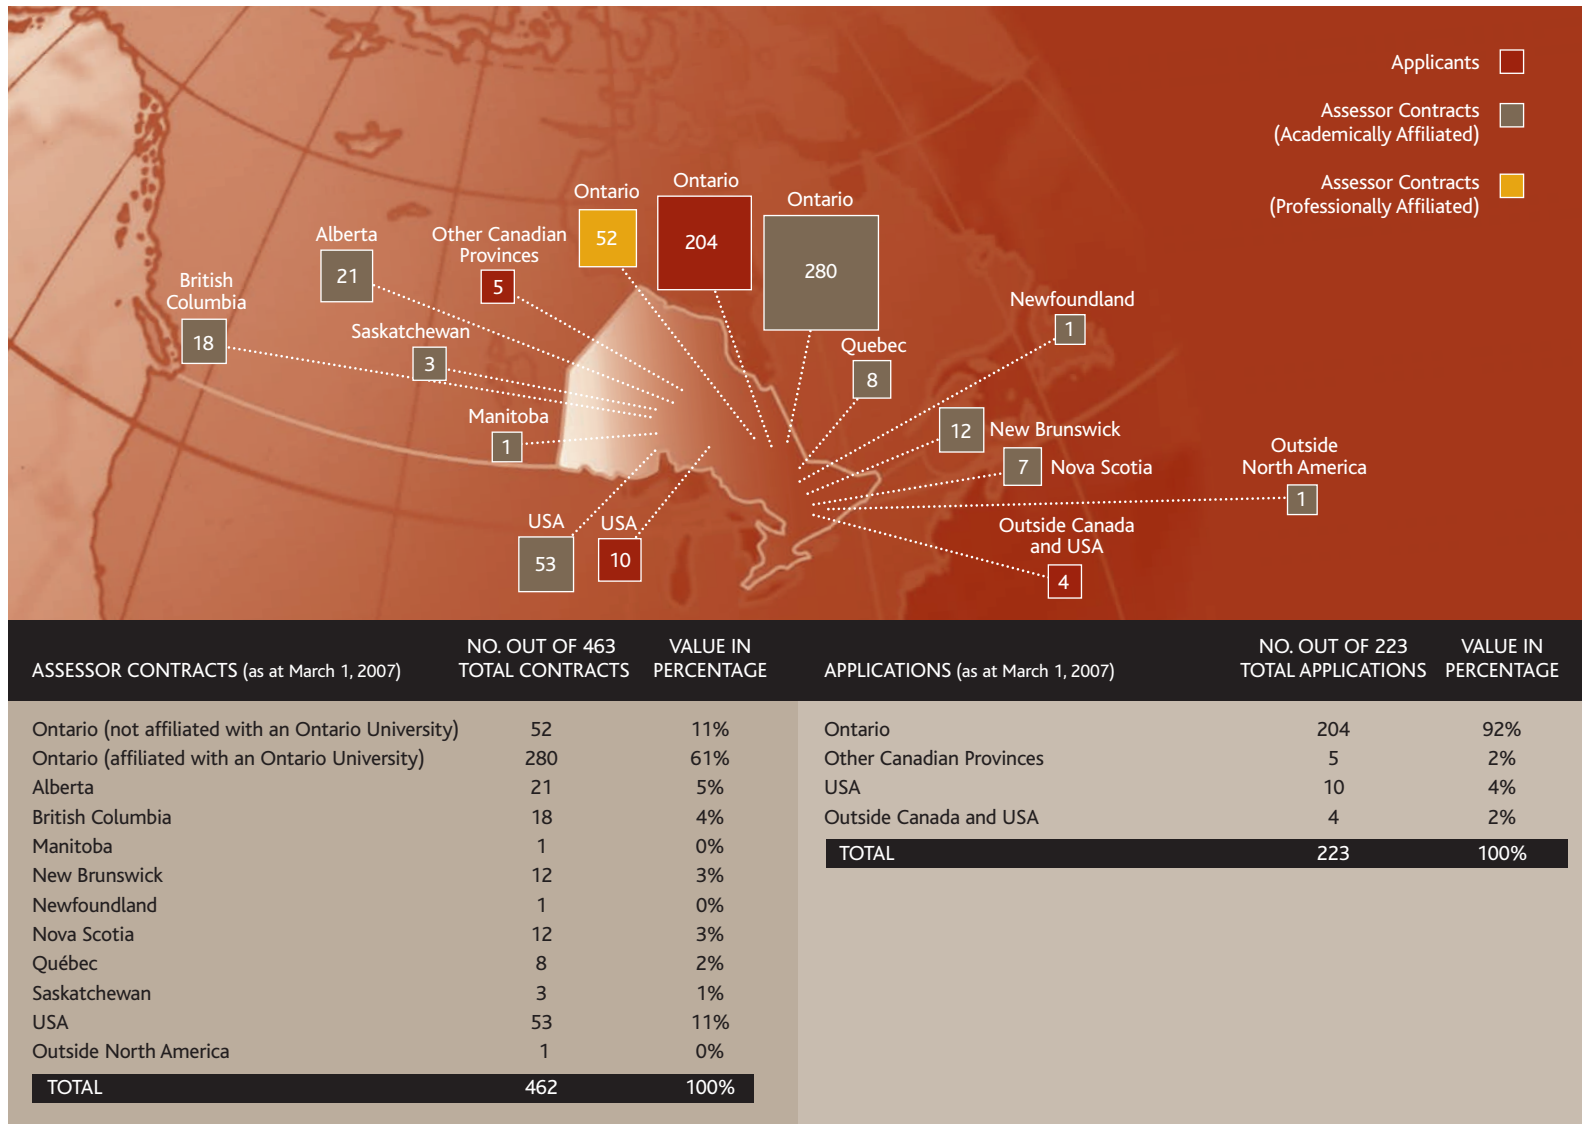 Applicants
Assessor Contracts
(Academically Affiliated)
Assessor Contracts
(Professionally Affiliated)
Ontario
204
Ontario
52
Ontario
280
Alberta
21
Other Canadian
Provinces
5
British
Columbia
18
Saskatchewan
3
Manitoba
1
Newfoundland
1
Quebec
8
12 New Brunswick
7 Nova Scotia
Outside
North America
1
USA
53
USA
10
Outside Canada
and USA
4
ASSESSOR CONTRACTS (as at March 1, 2007)
NO. OUT OF 463
TOTAL CONTRACTS
VALUE IN
PERCENTAGE
Ontario (not affiliated with an Ontario University) 52 11%
Ontario (affiliated with an Ontario University) 280 61%
Alberta 21 5%
British Columbia 18 4%
Manitoba 1 0%
New Brunswick 12 3%
Newfoundland 1 0%
Nova Scotia 12 3%
Québec 8 2%
Saskatchewan 3 1%
USA 53 11%
Outside North America 1 0%
TOTAL 462 100%
APPLICATIONS (as at March 1, 2007)
NO. OUT OF 223
TOTAL APPLICATIONS
VALUE IN
PERCENTAGE
Ontario 204 92%
Other Canadian Provinces 5 2%
USA 10 4%
Outside Canada and USA 4 2%
TOTAL 223 100%